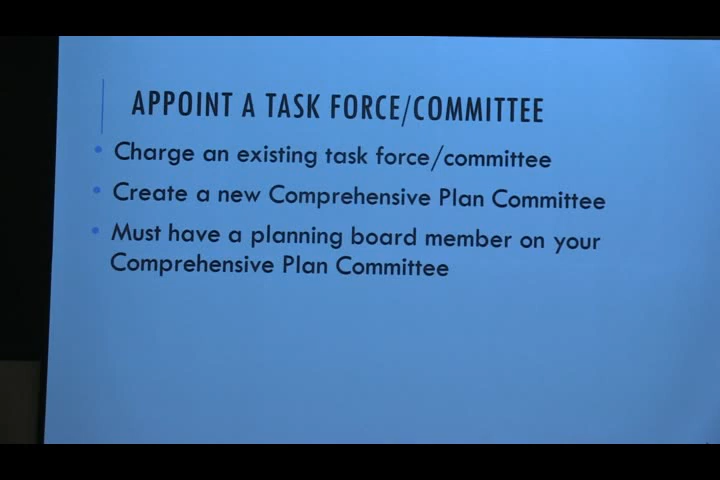 APPOINT A TASK FORCE/COMMITTEE
• Charge an existing task force/committee
• Create a new Comprehensive Plan Committee
• Must have a planning board member on your
Comprehensive Plan Committee